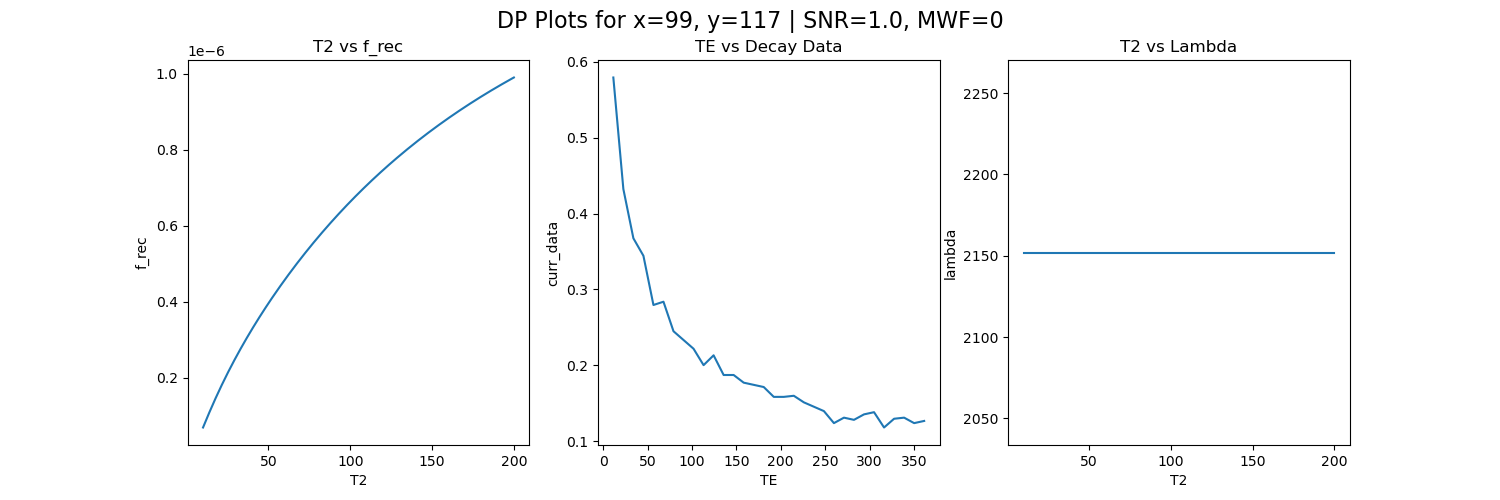 DP Plots for x=99, y=117 | SNR=1.0, MWF=0
T2 vs f_rec
1e−6
1.0
0.8
0.6
0.4
0.2
f_rec
50
100
150
200
T2
TE vs Decay Data
0.6
0.5
0.4
0.3
0.2
0.1
curr_data
0
50
100
150
200
250
300
350
TE
T2 vs Lambda
2250
2200
2150
2100
2050
lambda
50
100
150
200
T2